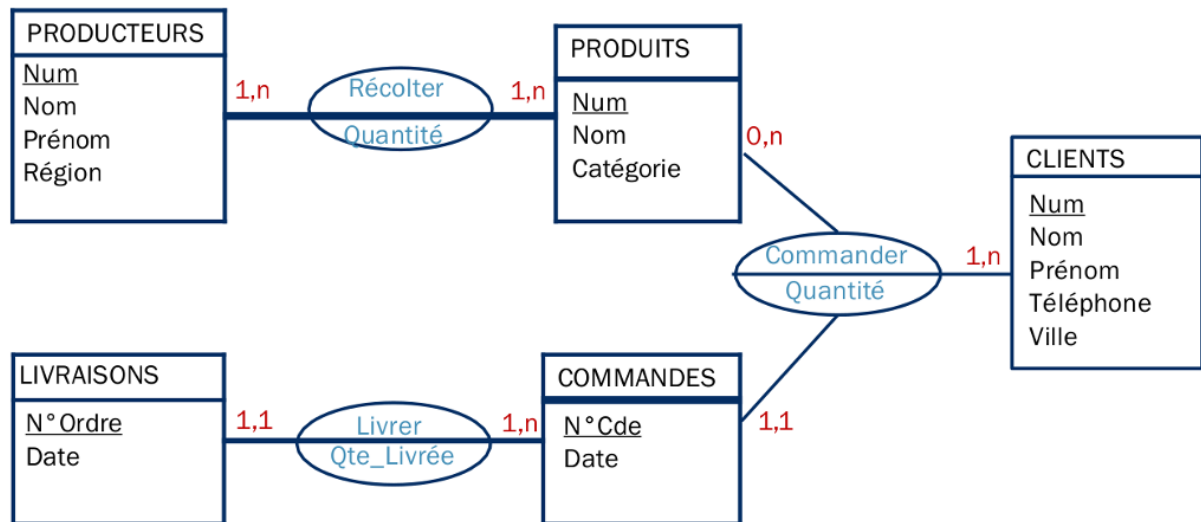 PRODUCTEURS
Num
Nom
Prénom
Région
1,n
Récolter
Quantité
1,n
PRODUITS
Num
Nom
Catégorie
0,n
Commander
Quantité
1,n
CLIENTS
Num
Nom
Prénom
Téléphone
Ville
LIVRAISONS
N°Ordre
Date
1,1
Livrer
Qte_Livrée
1,n
COMMANDES
N°Cde
Date
1,1